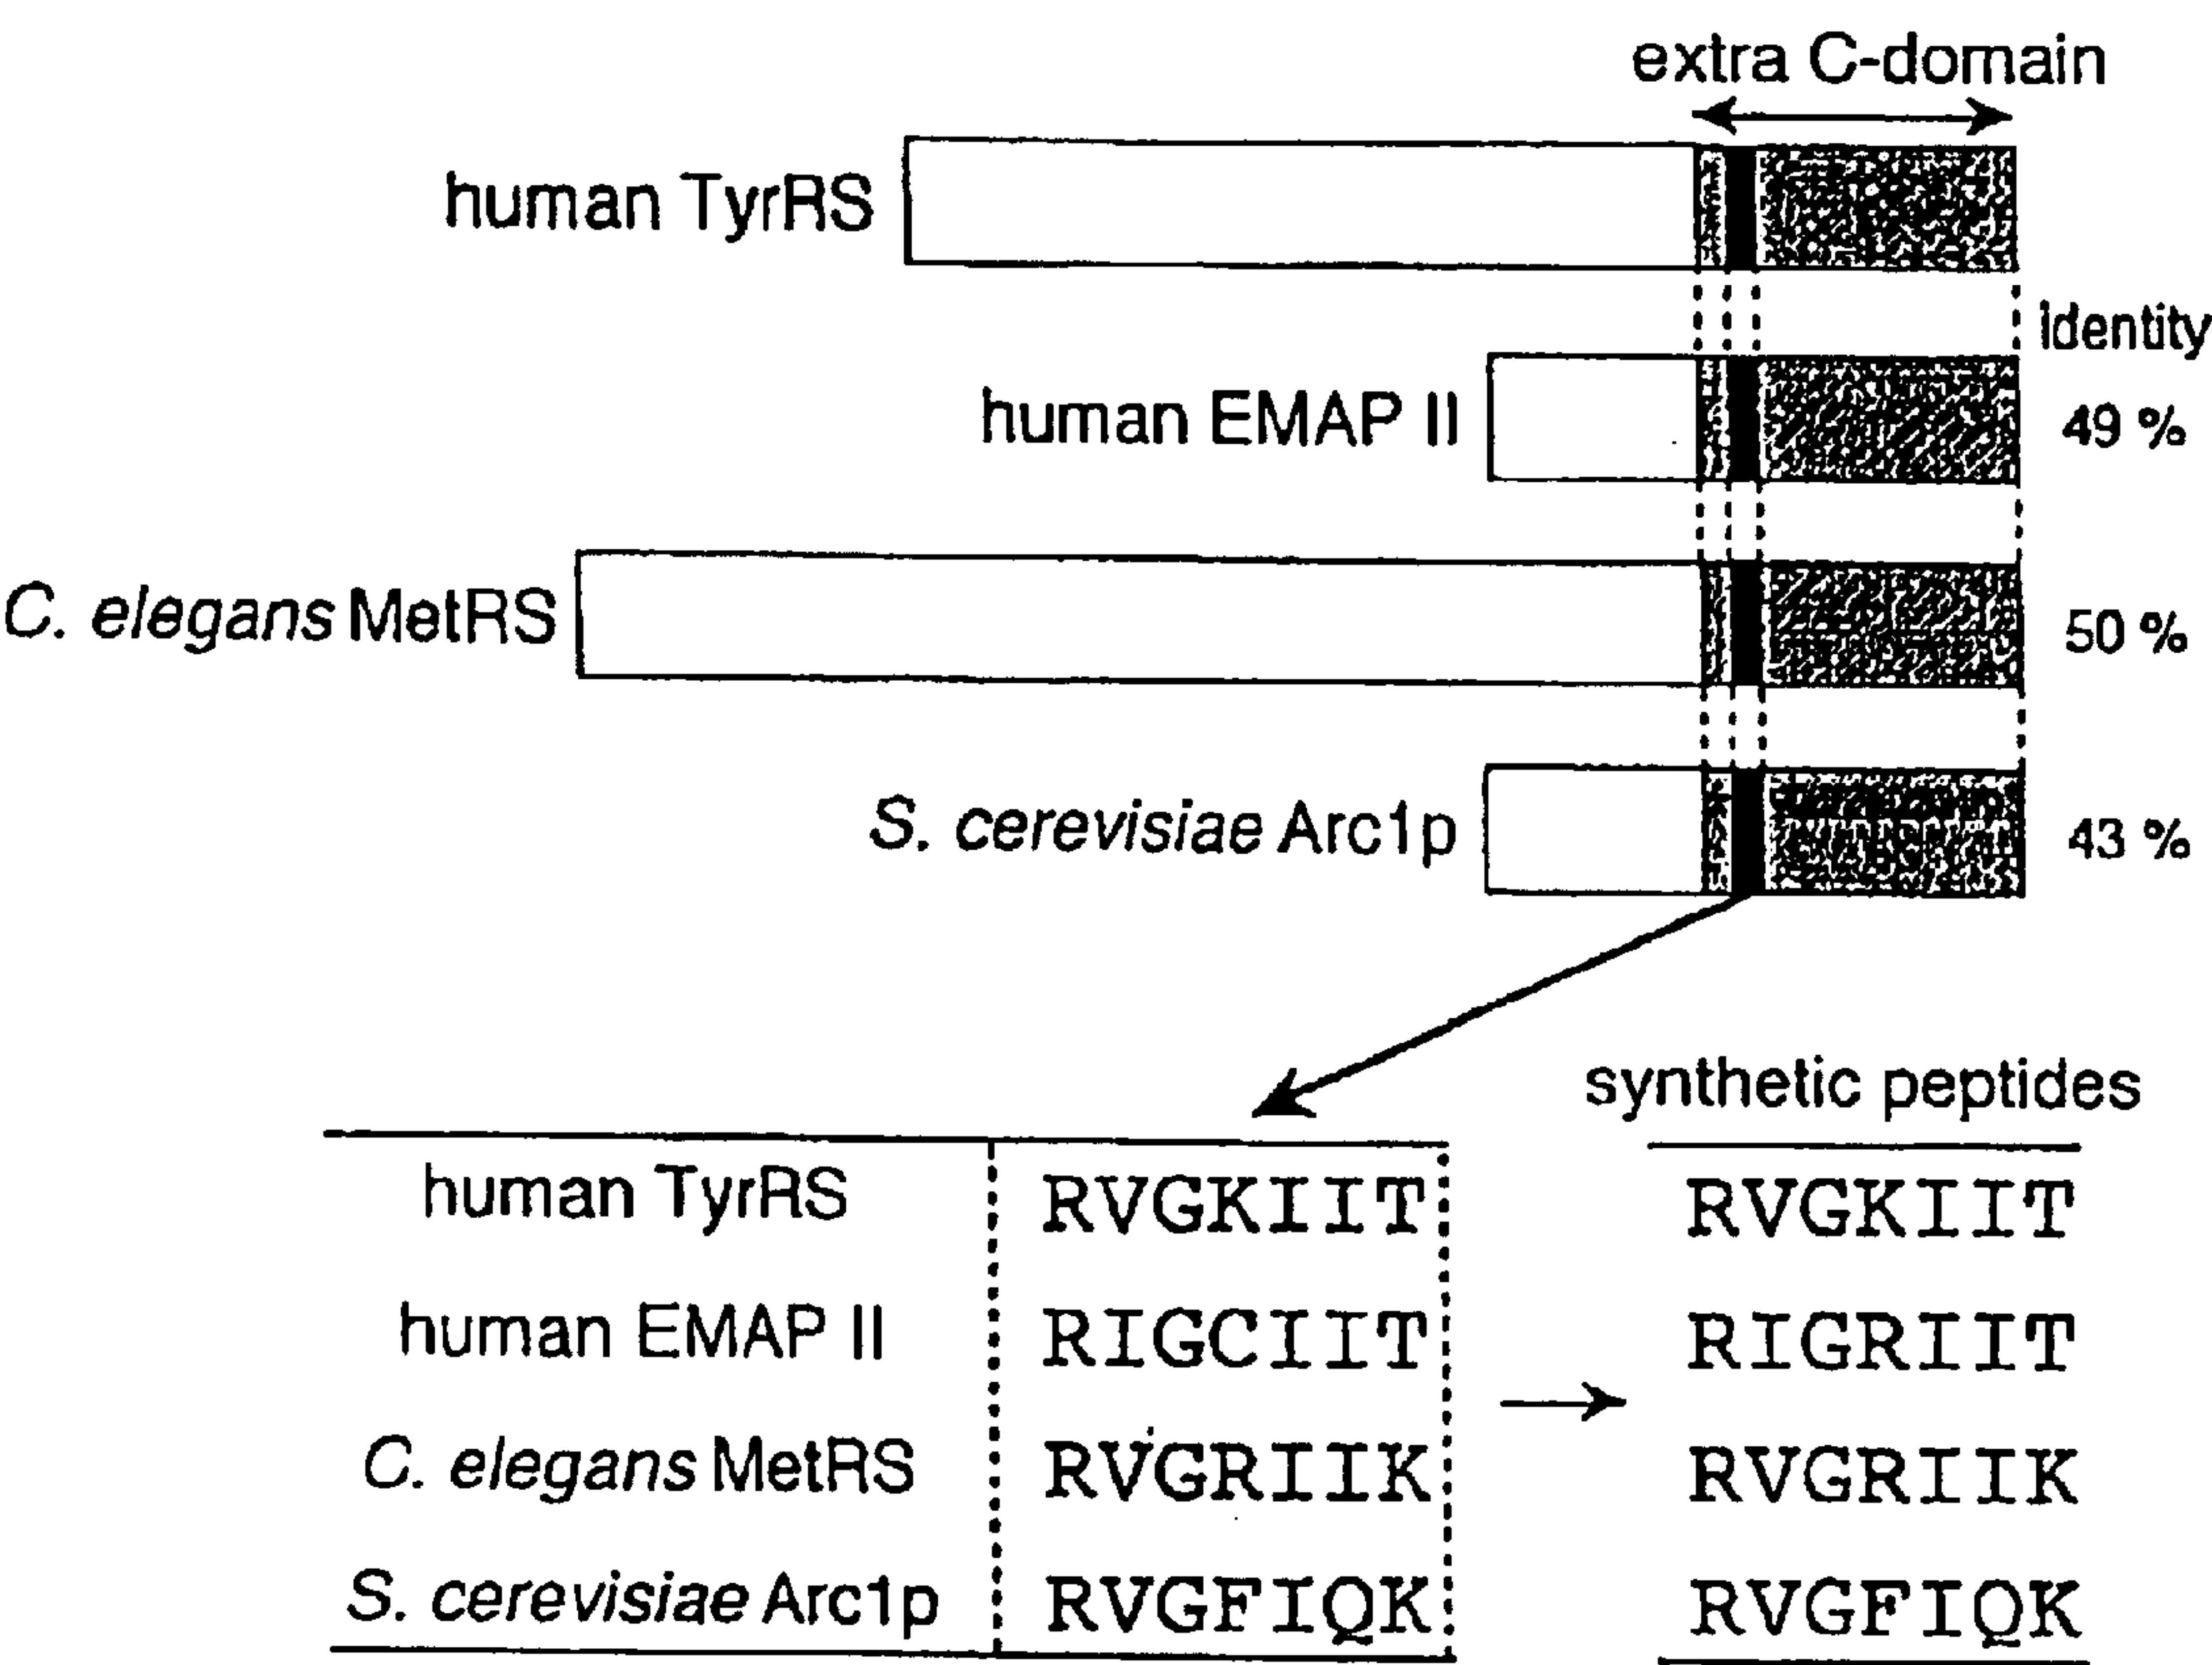 extra C-domain
human TyrRS
Identity
human EMAP II
49 %
C. elegans MetRS
50 %
S. cerevisiae Arc1p
43 %
synthetic peptides
human TyrRS RVGKIIT RVGKIIT
human EMAP II RIGCIIT RIGRIIT
C. elegans MetRS RVGRIIK RVGRIIK
S. cerevisiae Arc1p RVGFIQK RVGFIQK